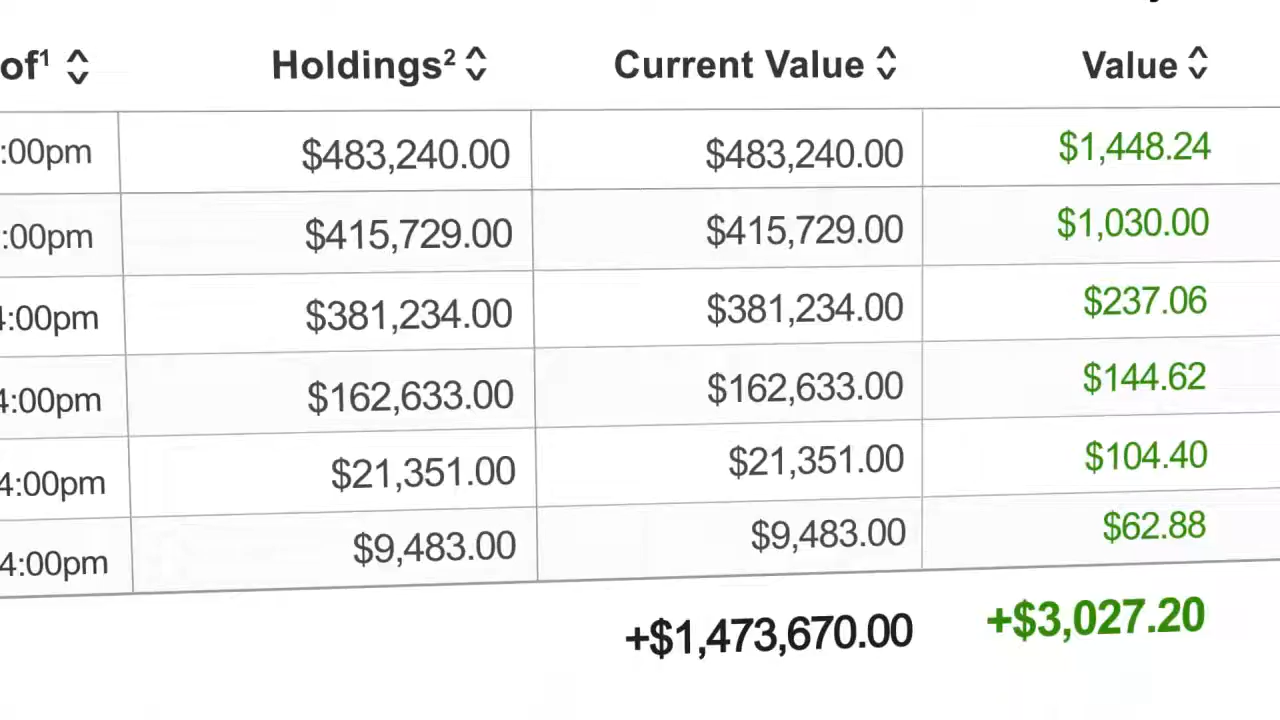 of¹ Holdings² Current Value Value
:00pm $483,240.00 $483,240.00 $1,448.24
:00pm $415,729.00 $415,729.00 $1,030.00
4:00pm $381,234.00 $381,234.00 $237.06
4:00pm $162,633.00 $162,633.00 $144.62
4:00pm $21,351.00 $21,351.00 $104.40
4:00pm $9,483.00 $9,483.00 $62.88
+$1,473,670.00 +$3,027.20